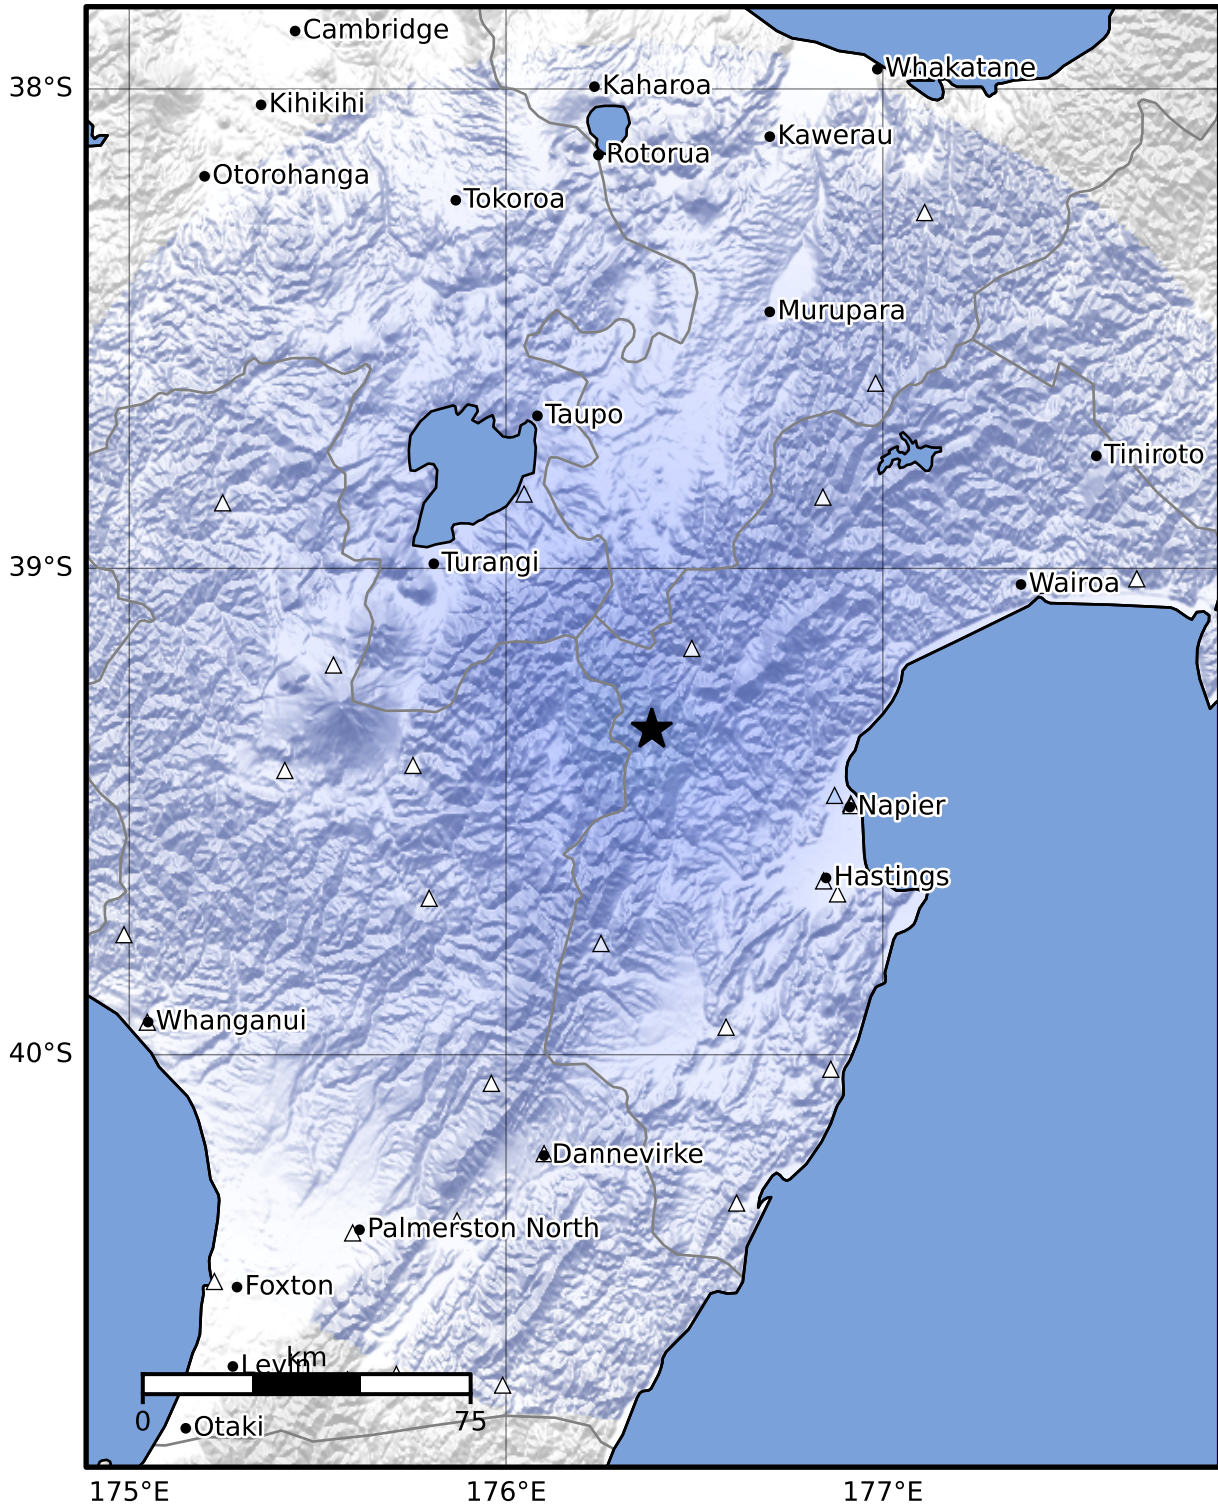 Cambridge
Whakatane
Kaharoa
38°S
Kihikihi
Kawerau
Rotorua
Otorohanga
Tokoroa
Murupara
Taupo
Tiniroto
Turangi
39°S
Wairoa
Napier
Hastings
Whanganui
40°S
Dannevirke
Palmerston North
Foxton
km
Levin
0
75
Otaki
175°E
176°E
177°E